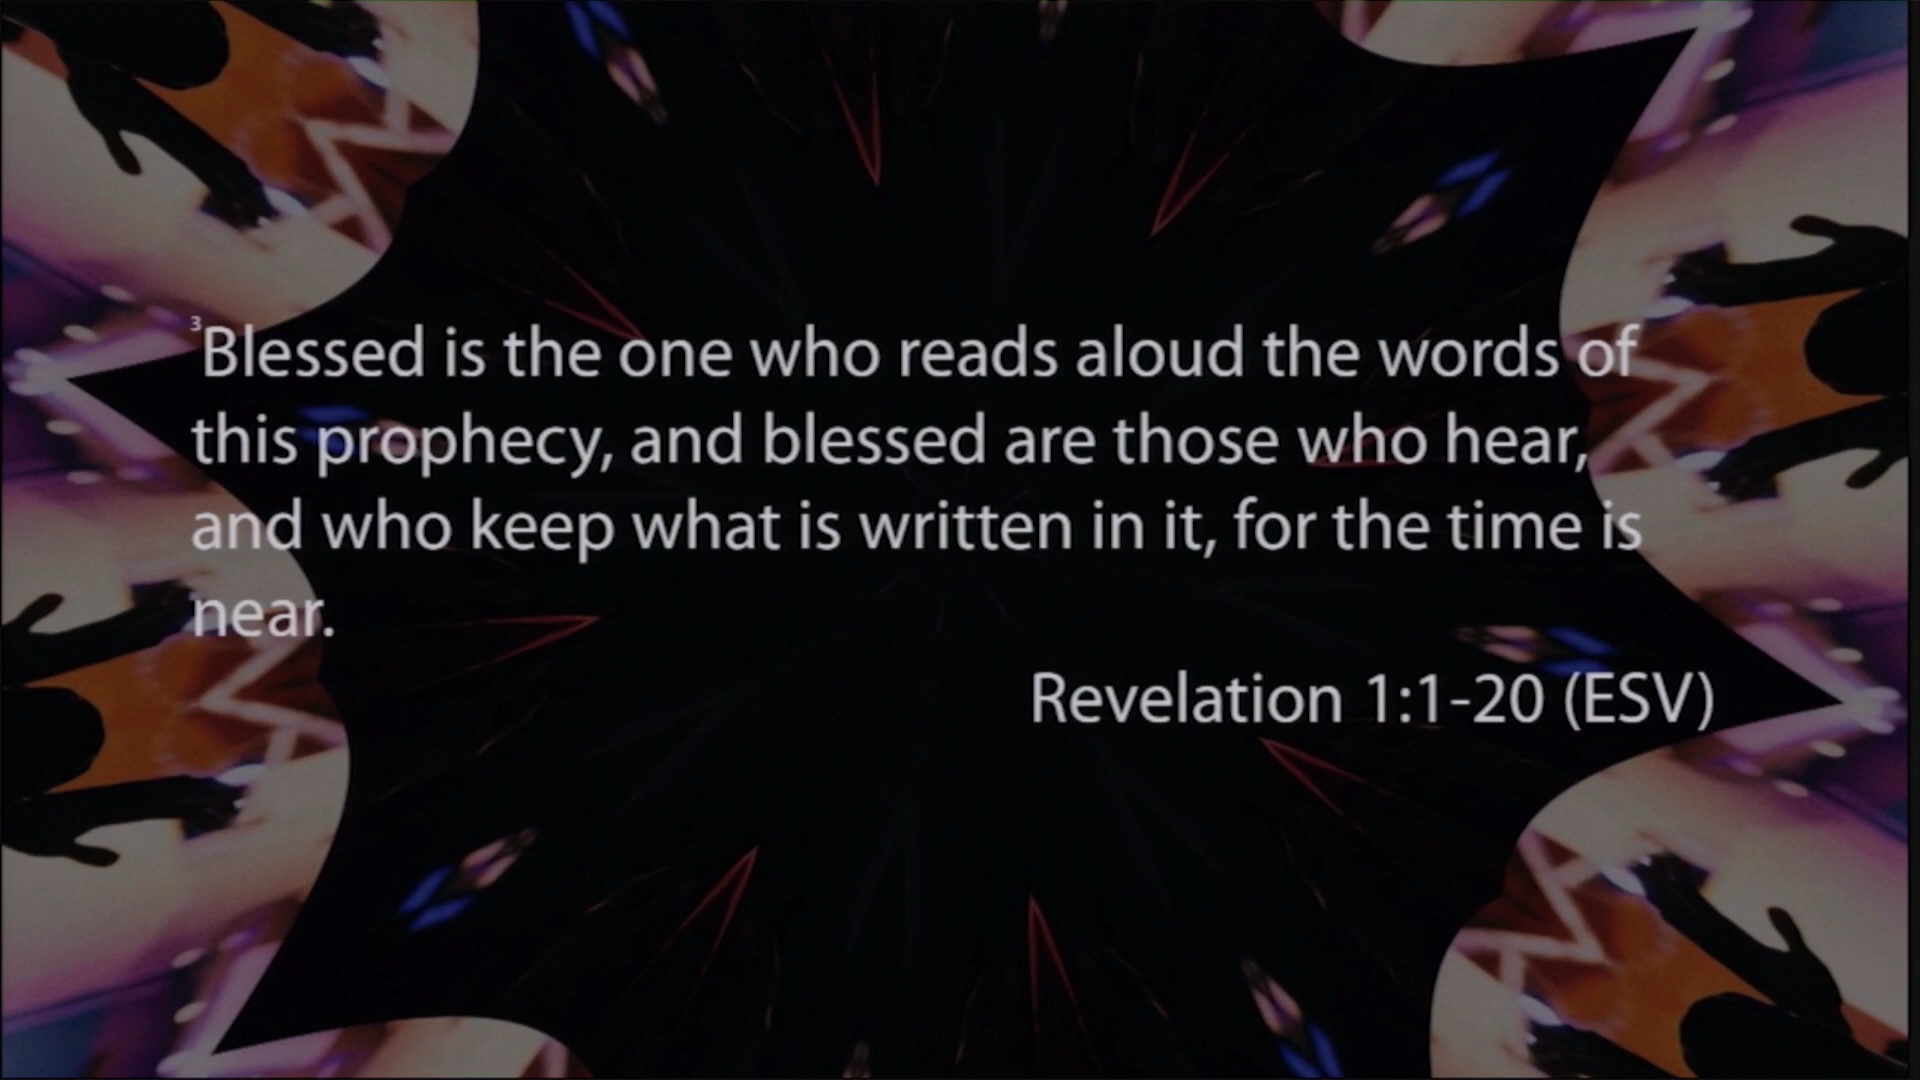 ³Blessed is the one who reads aloud the words of
this prophecy, and blessed are those who hear,
and who keep what is written in it, for the time is
near.
Revelation 1:1-20 (ESV)